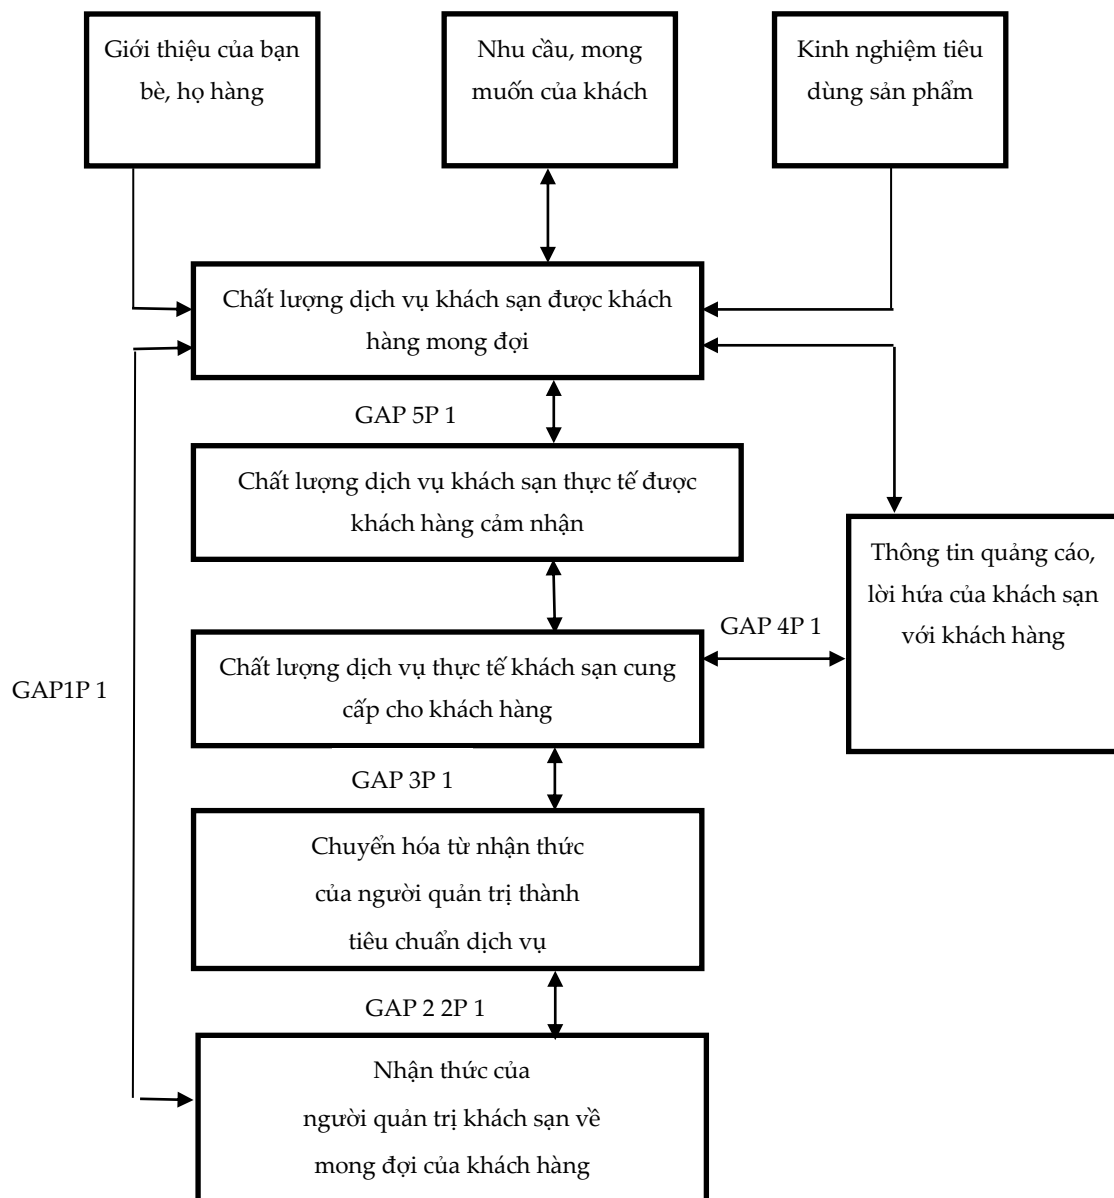 Giới thiệu của bạn
bè, họ hàng
Nhu cầu, mong
muốn của khách
Kinh nghiệm tiêu
dùng sản phẩm
Chất lượng dịch vụ khách sạn được khách
hàng mong đợi
GAP 5P 1
Chất lượng dịch vụ khách sạn thực tế được
khách hàng cảm nhận
Thông tin quảng cáo,
lời hứa của khách sạn
với khách hàng
GAP 4P 1
Chất lượng dịch vụ thực tế khách sạn cung
cấp cho khách hàng
GAP1P 1
GAP 3P 1
Chuyển hóa từ nhận thức
của người quản trị thành
tiêu chuẩn dịch vụ
GAP 2 2P 1
Nhận thức của
người quản trị khách sạn về
mong đợi của khách hàng